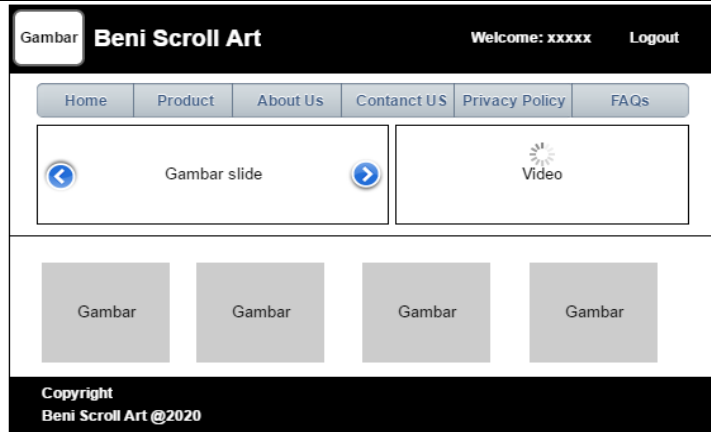 Gambar Beni Scroll Art Welcome: xxxxx Logout
Home Product About Us Contanct US Privacy Policy FAQs
Gambar slide Video
Gambar Gambar Gambar Gambar
Copyright
Beni Scroll Art @2020